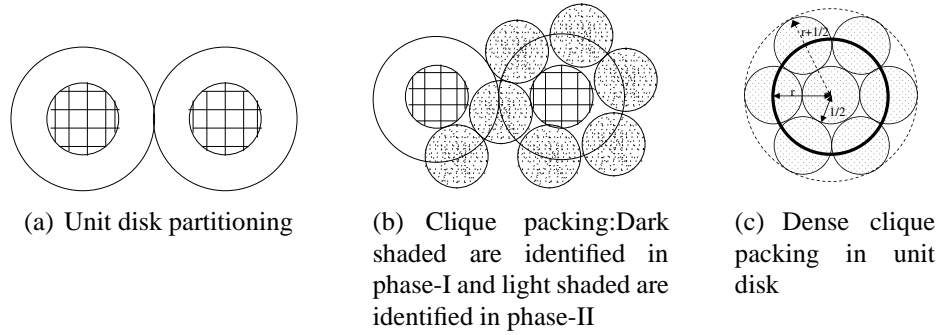 r+1/2
r
1/2
(a) Unit disk partitioning
(b) Clique packing:Dark
shaded are identified in
phase-I and light shaded are
identified in phase-II
(c) Dense clique
packing in unit
disk